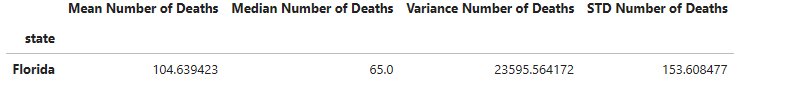 Mean Number of Deaths Median Number of Deaths Variance Number of Deaths STD Number of Deaths
state
Florida 104.639423 65.0 23595.564172 153.608477